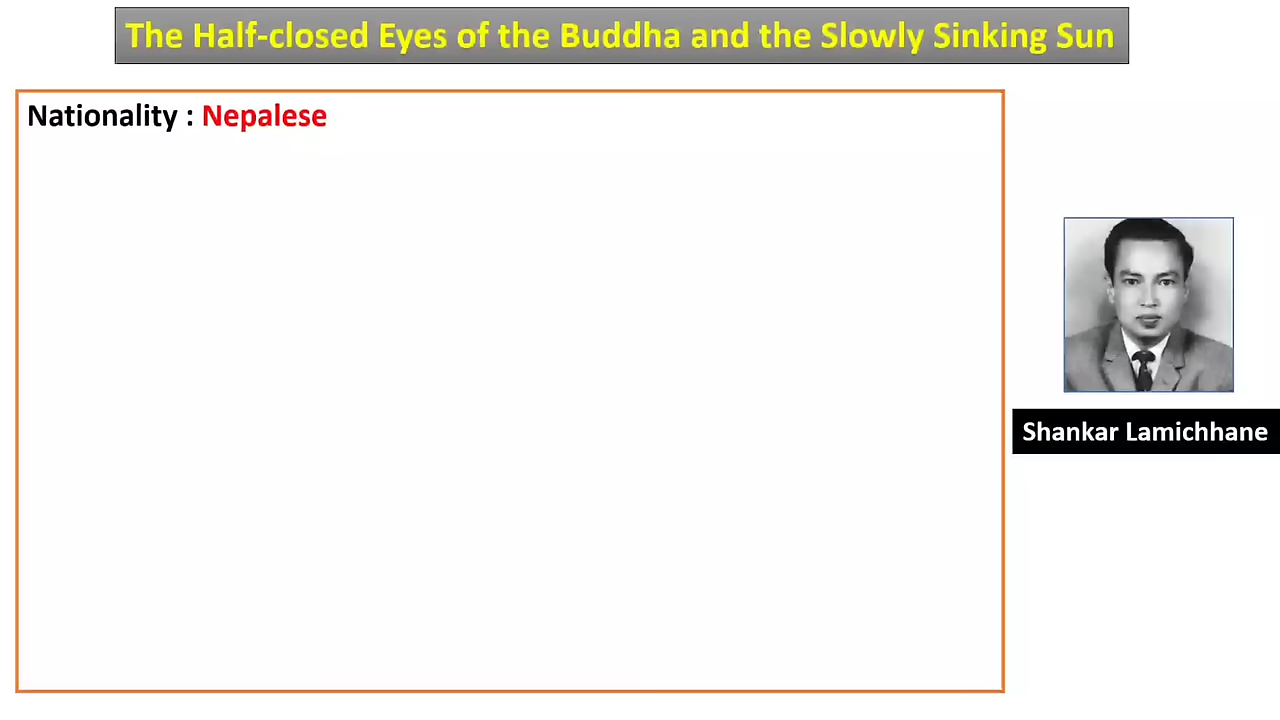 The Half-closed Eyes of the Buddha and the Slowly Sinking Sun
Nationality : Nepalese
Shankar Lamichhane